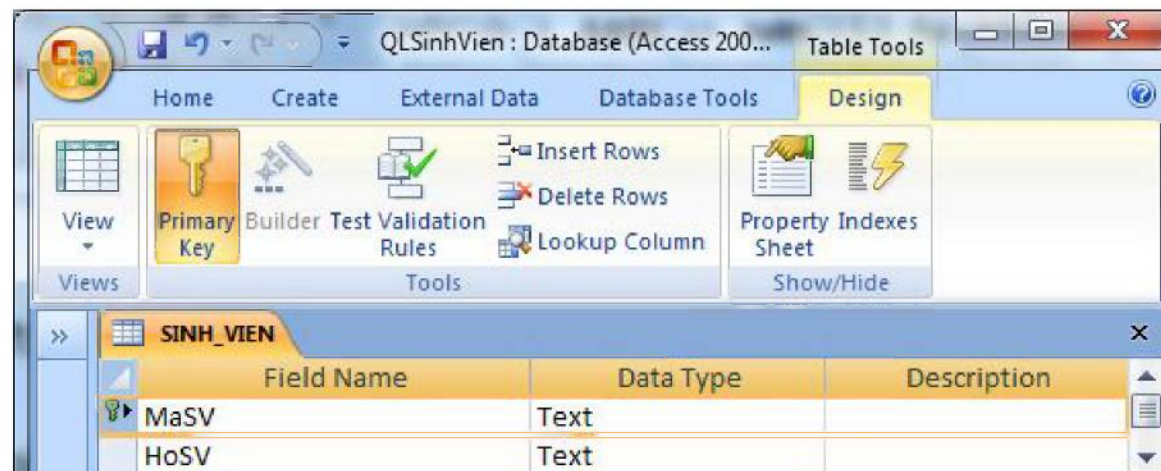 QLSinhVien : Database (Access 200... Table Tools
Home Create External Data Database Tools Design
View
Primary Key
Builder
Test Validation Rules
Insert Rows
Delete Rows
Lookup Column
Property Sheet
Indexes
Views Tools Show/Hide
SINH_VIEN
Field Name Data Type Description
MaSV Text
HoSV Text